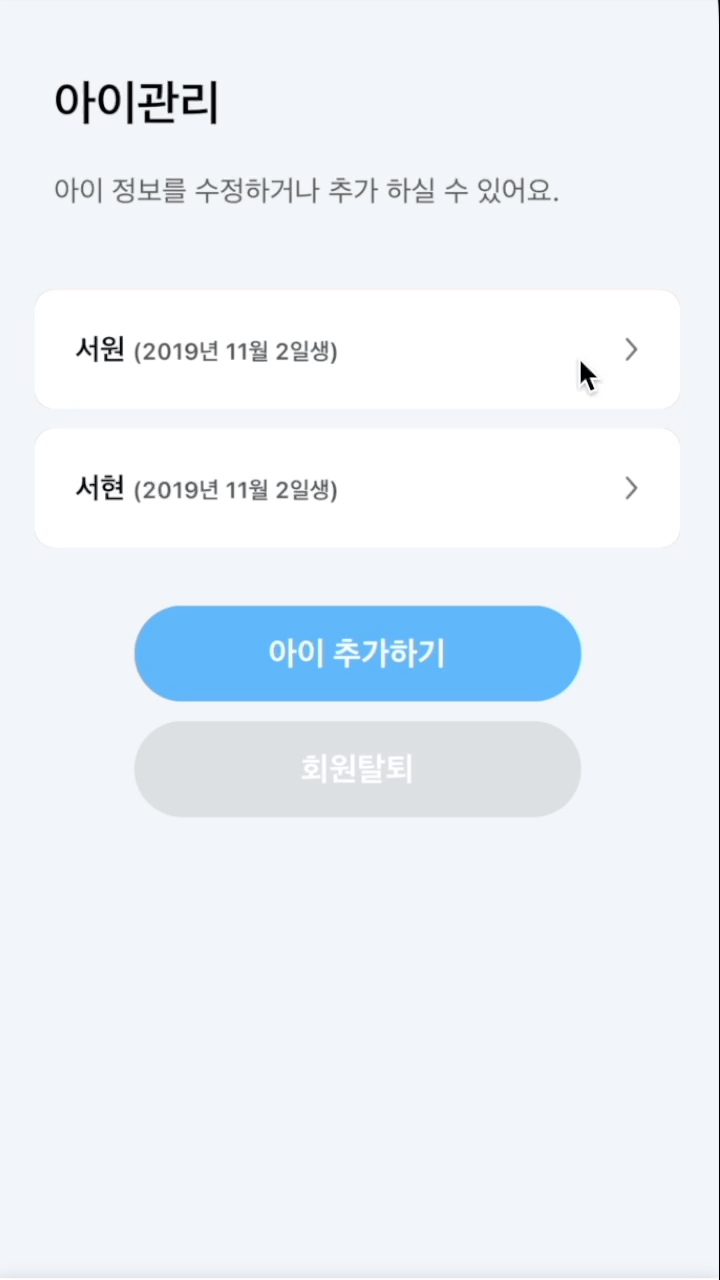 아이관리
아이 정보를 수정하거나 추가 하실 수 있어요.
서원 (2019년 11월 2일생)
서현 (2019년 11월 2일생)
아이 추가하기
회원탈퇴